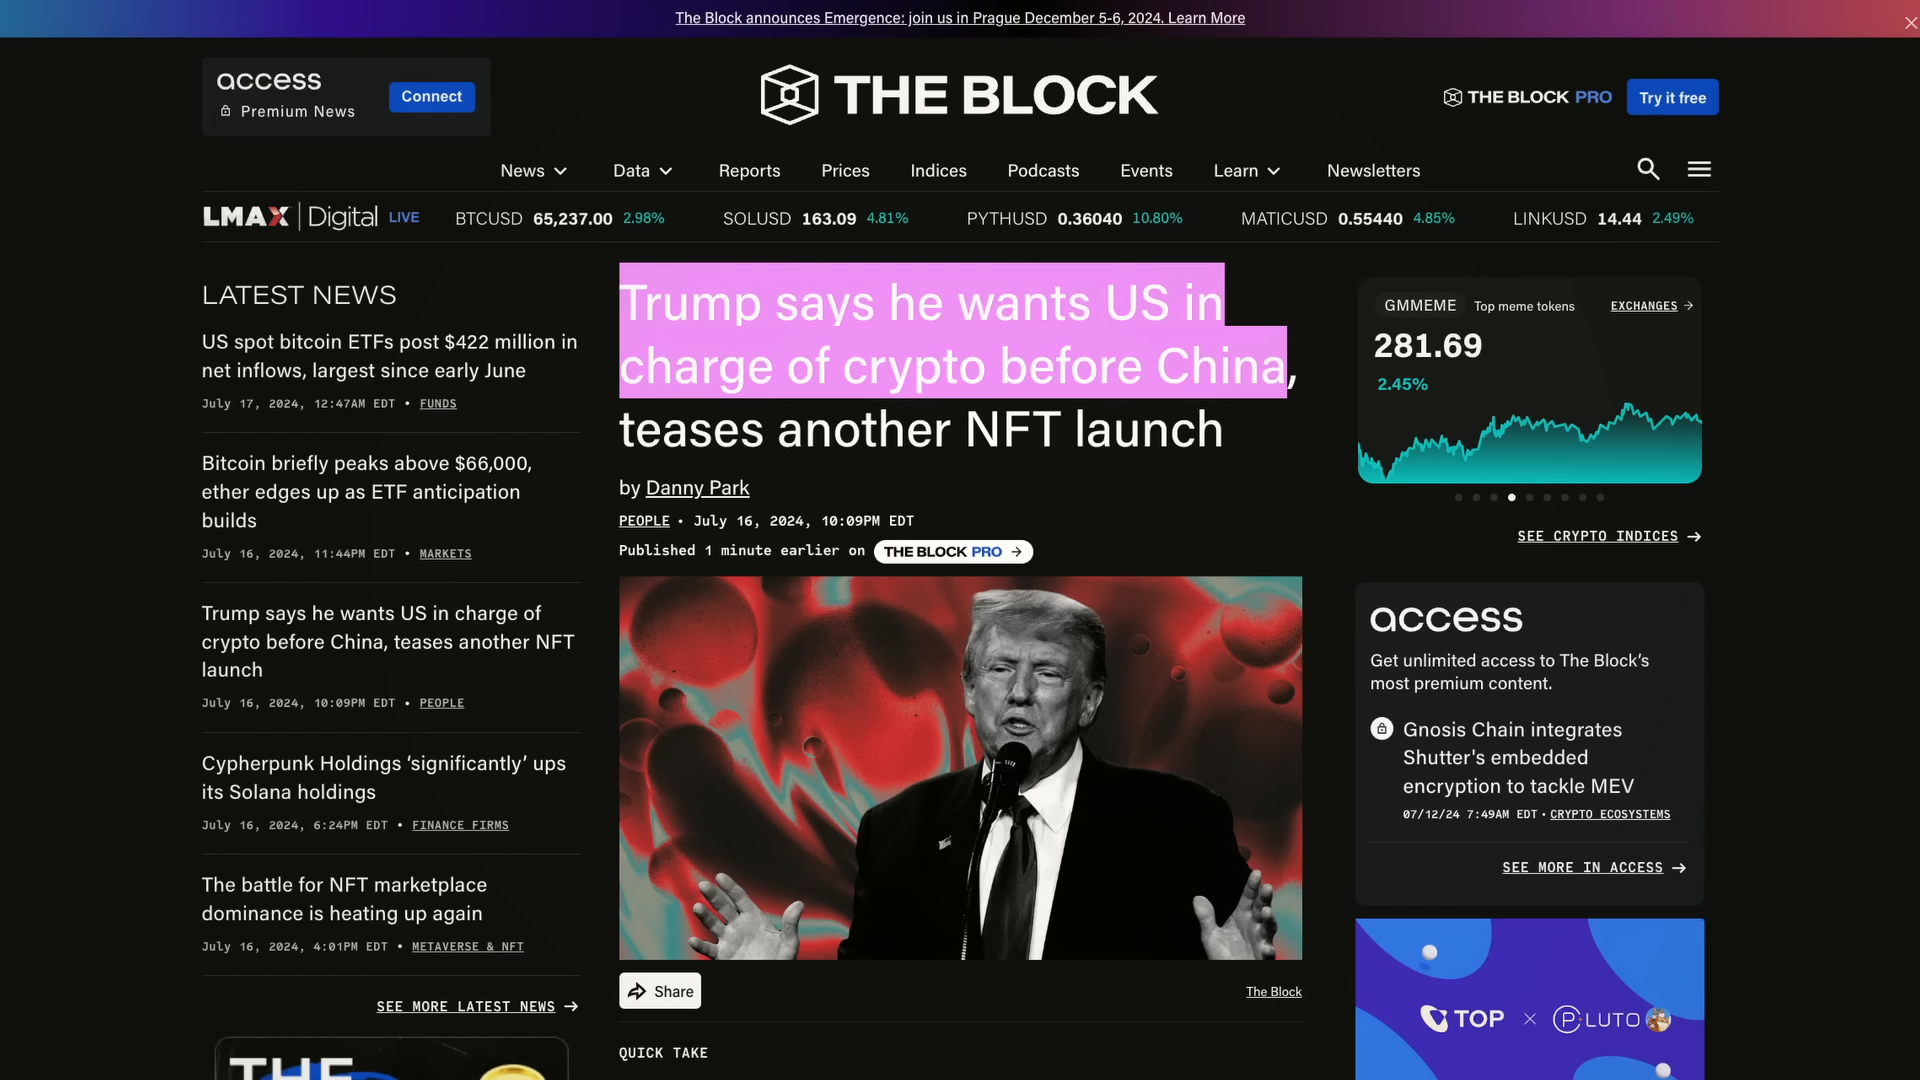 The Block announces Emergence: join us in Prague December 5-6, 2024. Learn More
access
Premium News
Connect
THE BLOCK
THE BLOCK PRO
Try it free
News
Data
Reports
Prices
Indices
Podcasts
Events
Learn
Newsletters
LMAX Digital LIVE
BTCUSD 65,237.00 2.98%
SOLUSD 163.09 4.81%
PYTHUSD 0.36040 10.80%
MATICUSD 0.55440 4.85%
LINKUSD 14.44 2.49%
LATEST NEWS
US spot bitcoin ETFs post $422 million in
net inflows, largest since early June
July 17, 2024, 12:47AM EDT • FUNDS
Bitcoin briefly peaks above $66,000,
ether edges up as ETF anticipation
builds
July 16, 2024, 11:44PM EDT • MARKETS
Trump says he wants US in charge of
crypto before China, teases another NFT
launch
July 16, 2024, 10:09PM EDT • PEOPLE
Cypherpunk Holdings ‘significantly’ ups
its Solana holdings
July 16, 2024, 6:24PM EDT • FINANCE FIRMS
The battle for NFT marketplace
dominance is heating up again
July 16, 2024, 4:01PM EDT • METAVERSE & NFT
SEE MORE LATEST NEWS
THE
Trump says he wants US in
charge of crypto before China,
teases another NFT launch
by Danny Park
PEOPLE • July 16, 2024, 10:09PM EDT
Published 1 minute earlier on THE BLOCK PRO
Share
The Block
QUICK TAKE
GMMEME Top meme tokens EXCHANGES
281.69
2.45%
SEE CRYPTO INDICES
access
Get unlimited access to The Block’s
most premium content.
Gnosis Chain integrates
Shutter's embedded
encryption to tackle MEV
07/12/24 7:49AM EDT • CRYPTO ECOSYSTEMS
SEE MORE IN ACCESS
TOP × PLUTO